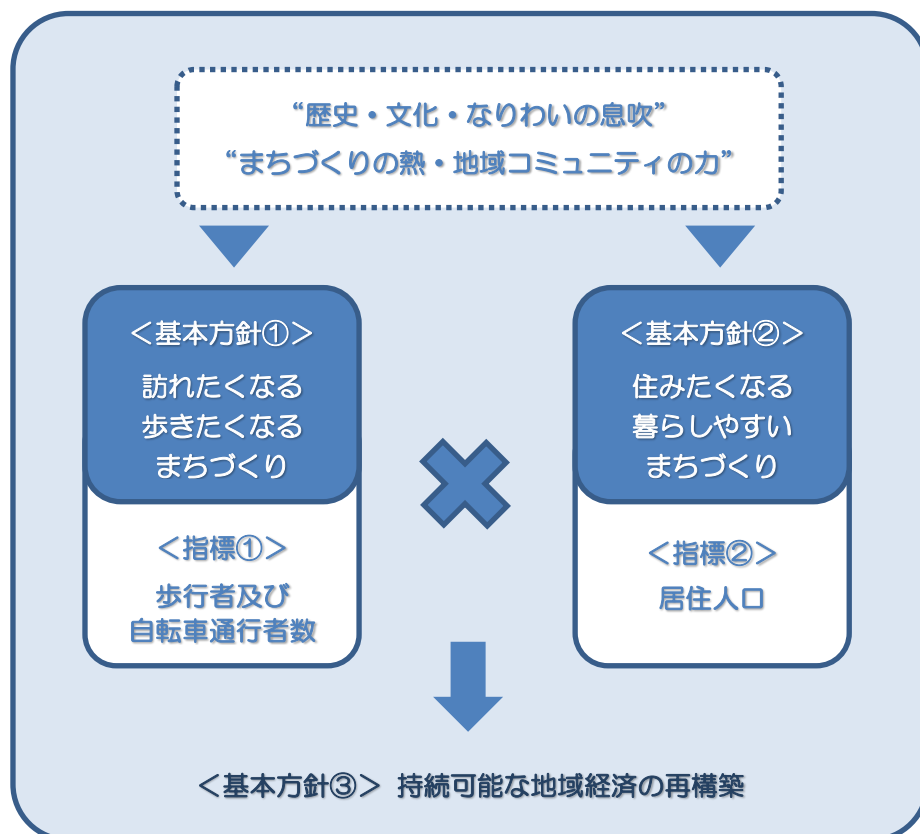 “歴史・文化・なりわいの息吹”
“まちづくりの熱・地域コミュニティの力”
＜基本方針①＞
訪れたくなる
歩きたくなる
まちづくり
＜指標①＞
歩行者及び
自転車通行者数
＜基本方針②＞
住みたくなる
暮らしやすい
まちづくり
＜指標②＞
居住人口
＜基本方針③＞ 持続可能な地域経済の再構築